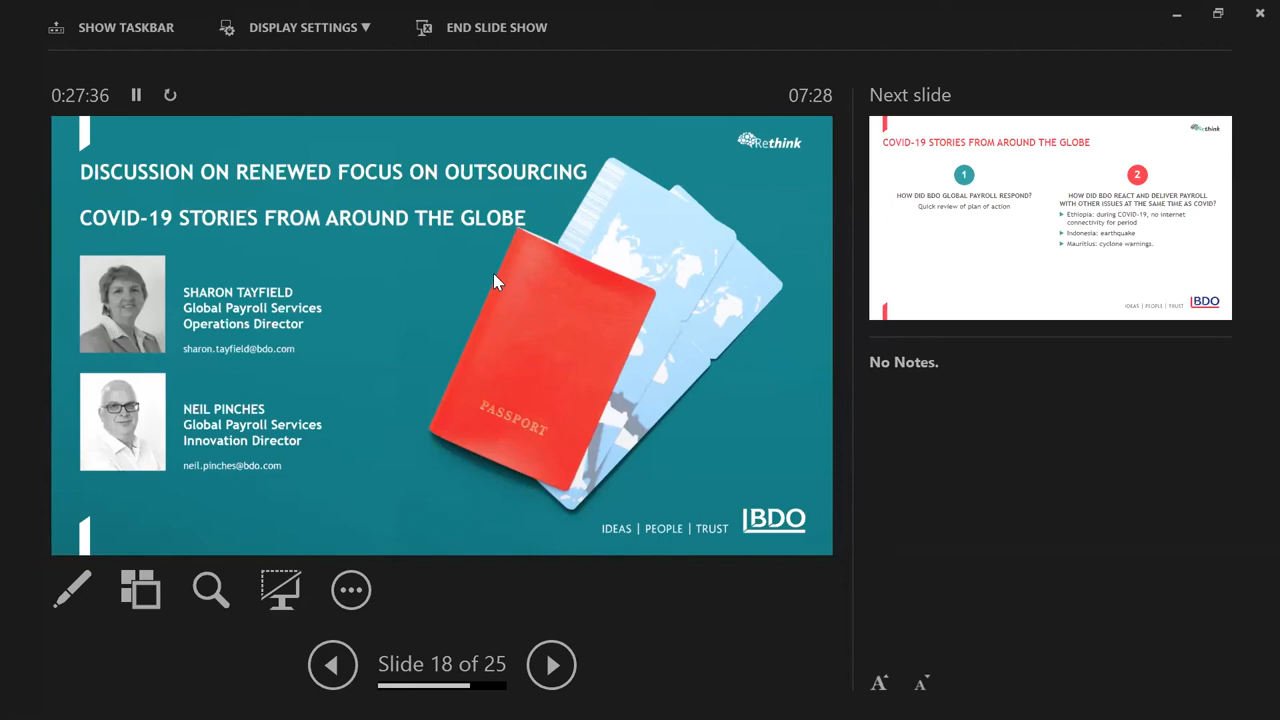 SHOW TASKBAR
DISPLAY SETTINGS ▼
END SLIDE SHOW
0:27:36
07:28
Rethink
DISCUSSION ON RENEWED FOCUS ON OUTSOURCING
COVID-19 STORIES FROM AROUND THE GLOBE
SHARON TAYFIELD
Global Payroll Services
Operations Director
sharon.tayfield@bdo.com
NEIL PINCHES
Global Payroll Services
Innovation Director
neil.pinches@bdo.com
PASSPORT
IDEAS | PEOPLE | TRUST
BDO
Slide 18 of 25
Next slide
Rethink
COVID-19 STORIES FROM AROUND THE GLOBE
1
HOW DID BDO GLOBAL PAYROLL RESPOND?
Quick review of plan of action
2
HOW DID BDO REACT AND DELIVER PAYROLL
WITH OTHER ISSUES AT THE SAME TIME AS COVID?
Ethiopia: during COVID-19, no internet
connectivity for period
Indonesia: earthquake
Mauritius: cyclone warnings.
IDEAS | PEOPLE | TRUST
BDO
No Notes.
A
A